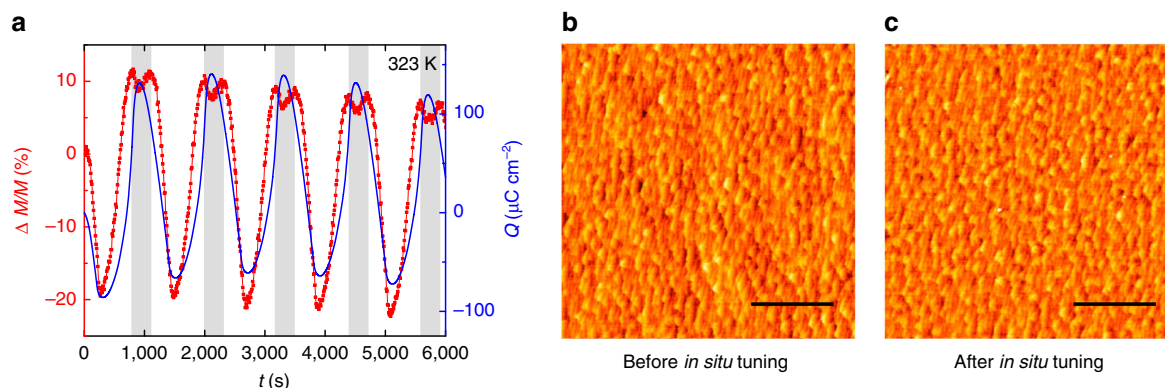 a
323 K
10
0
−10
−20
Δ M/M (%)
100
0
−100
Q (μC cm−2)
0 1,000 2,000 3,000 4,000 5,000 6,000
t (s)
b
Before in situ tuning
c
After in situ tuning